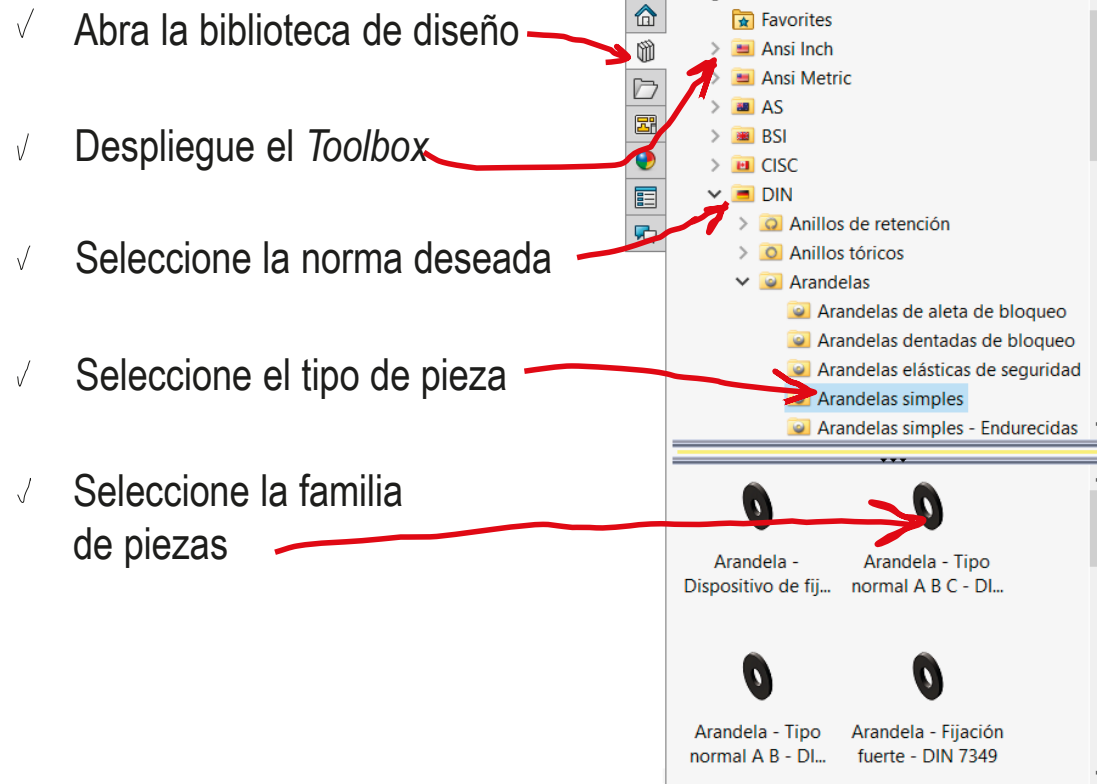 √ Abra la biblioteca de diseño
√ Despliegue el Toolbox
√ Seleccione la norma deseada
√ Seleccione el tipo de pieza
√ Seleccione la familia
de piezas
Favorites
Ansi Inch
Ansi Metric
AS
BSI
CISC
DIN
Anillos de retención
Anillos tóricos
Arandelas
Arandelas de aleta de bloqueo
Arandelas dentadas de bloqueo
Arandelas elásticas de seguridad
Arandelas simples
Arandelas simples - Endurecidas
Arandela -
Dispositivo de fij...
Arandela - Tipo
normal A B C - DI...
Arandela - Tipo
normal A B - DI...
Arandela - Fijación
fuerte - DIN 7349